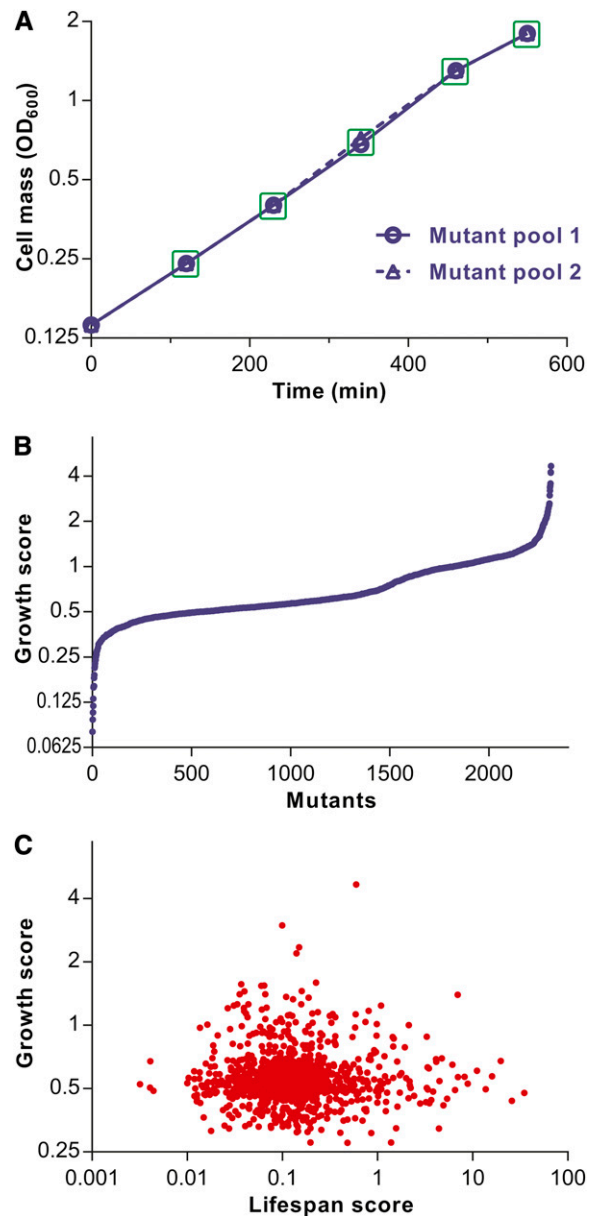 A
2
1
0.5
0.25
0.125
Cell mass (OD600)
Mutant pool 1
Mutant pool 2
0
200
400
600
Time (min)
B
4
2
1
0.5
0.25
0.125
0.0625
Growth score
0
500
1000
1500
2000
Mutants
C
4
2
1
0.5
0.25
Growth score
0.001
0.01
0.1
1
10
100
Lifespan score